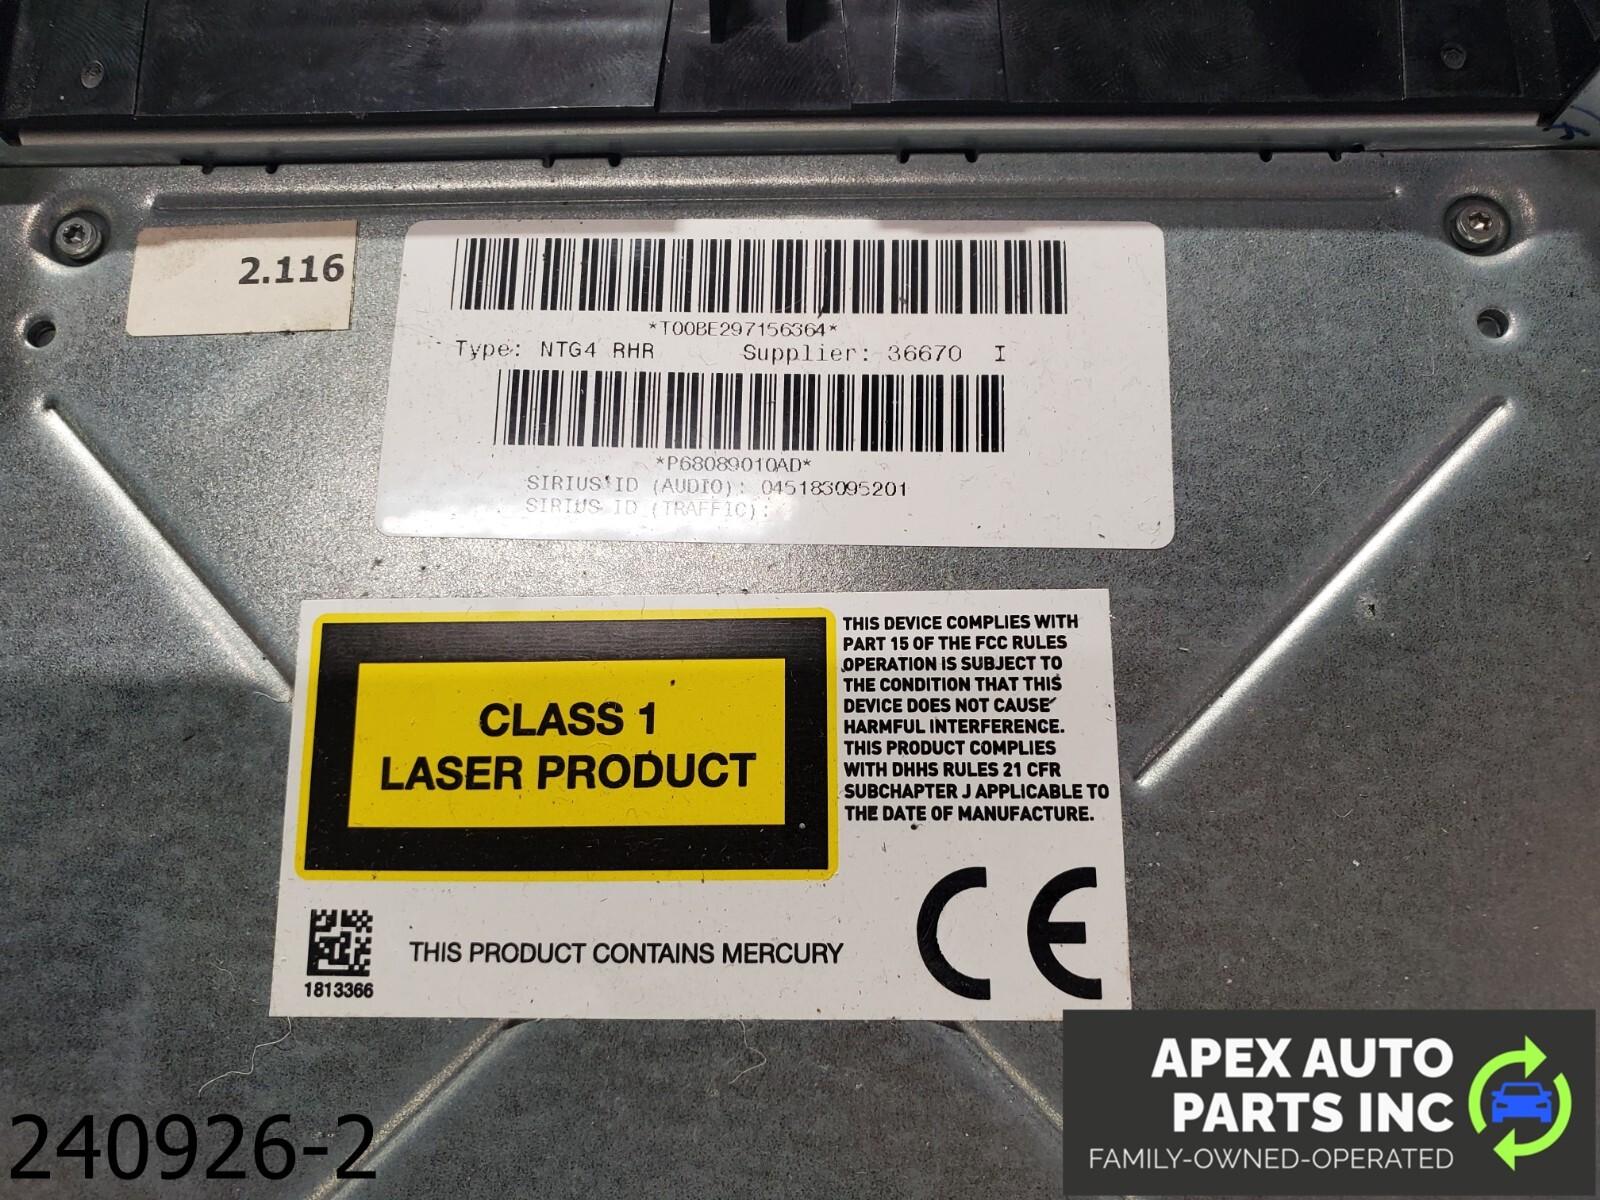 2.116
*T00BE297156364*
Type: NTG4 RHR Supplier: 36670 I
*P68089010AD*
SIRIUS ID (AUDIO): 045183095201
SIRIUS ID (TRAFFIC):
CLASS 1
LASER PRODUCT
THIS DEVICE COMPLIES WITH
PART 15 OF THE FCC RULES
OPERATION IS SUBJECT TO
THE CONDITION THAT THIS
DEVICE DOES NOT CAUSE
HARMFUL INTERFERENCE.
THIS PRODUCT COMPLIES
WITH DHHS RULES 21 CFR
SUBCHAPTER J APPLICABLE TO
THE DATE OF MANUFACTURE.
1813366
THIS PRODUCT CONTAINS MERCURY
CE
240926-2
APEX AUTO
PARTS INC
FAMILY-OWNED-OPERATED